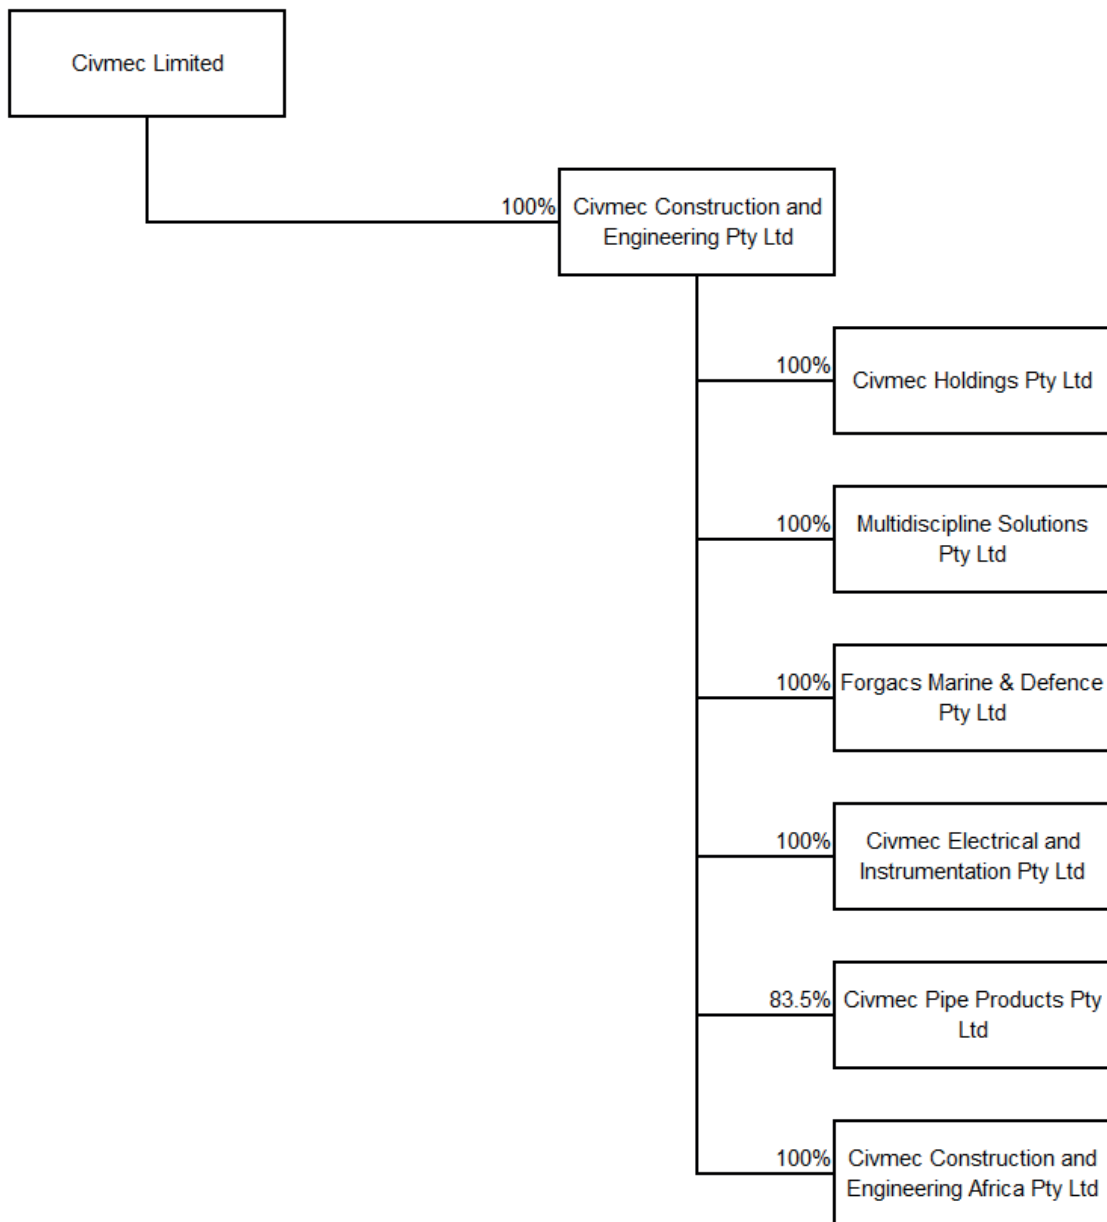 Civmec Limited
100%
Civmec Construction and
Engineering Pty Ltd
100%
Civmec Holdings Pty Ltd
100%
Multidiscipline Solutions
Pty Ltd
100%
Forgacs Marine & Defence
Pty Ltd
100%
Civmec Electrical and
Instrumentation Pty Ltd
83.5%
Civmec Pipe Products Pty
Ltd
100%
Civmec Construction and
Engineering Africa Pty Ltd